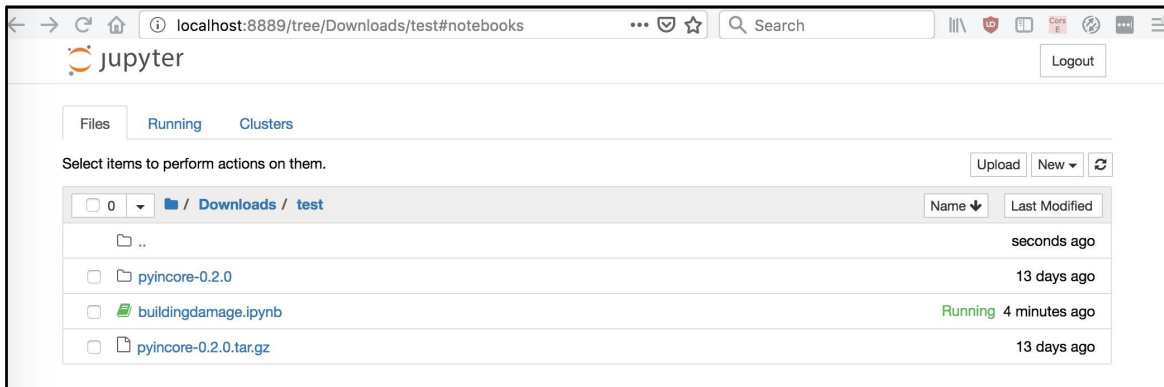 localhost:8889/tree/Downloads/test#notebooks Search Cors E
jupyter Logout
Files Running Clusters
Select items to perform actions on them. Upload New
0 / Downloads / test Name Last Modified
.. seconds ago
pyincore-0.2.0 13 days ago
buildingdamage.ipynb Running 4 minutes ago
pyincore-0.2.0.tar.gz 13 days ago